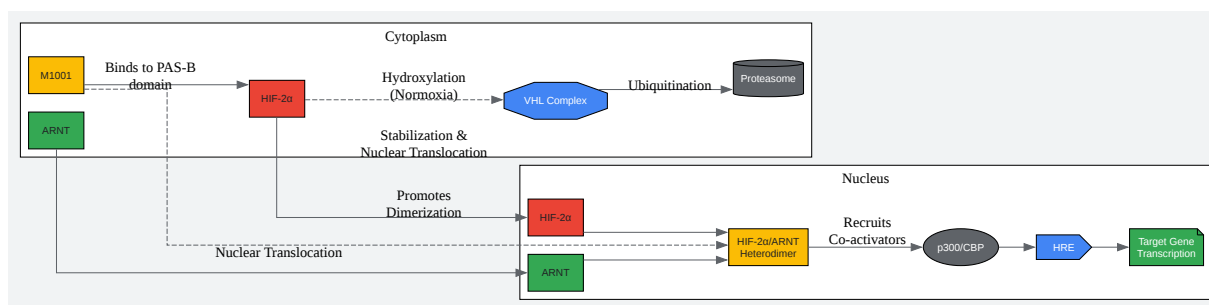 Cytoplasm
M1001
Binds to PAS-B
domain
HIF-2α
Hydroxylation
(Normoxia)
VHL Complex
Ubiquitination
Proteasome
ARNT
Stabilization &
Nuclear Translocation
Nucleus
Promotes
Dimerization
HIF-2α
Nuclear Translocation
ARNT
HIF-2α/ARNT
Heterodimer
Recruits
Co-activators
p300/CBP
HRE
Target Gene
Transcription